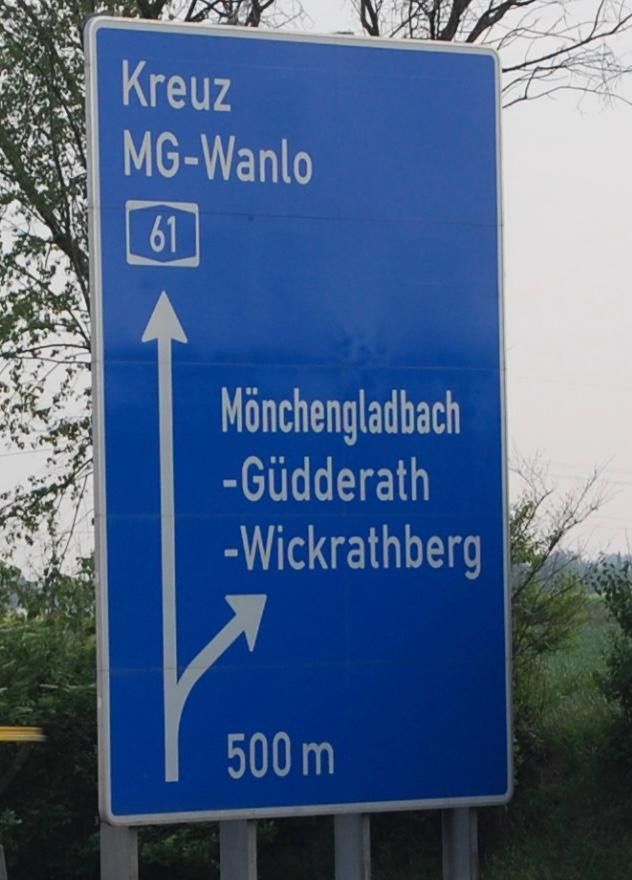 Kreuz
MG-Wanlo
61
Mönchengladbach
-Güdderath
-Wickrathberg
500 m